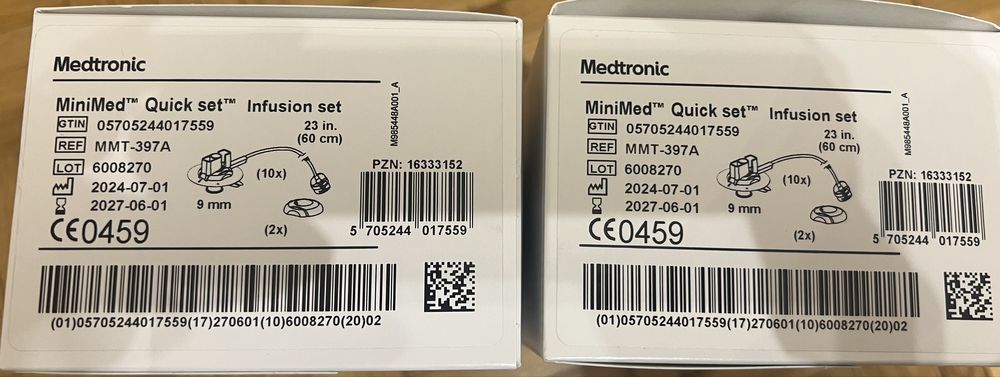 Medtronic
MiniMed™ Quick set™ Infusion set
GTIN 05705244017559
23 in.
(60 cm)
REF MMT-397A
LOT 6008270
2024-07-01
2027-06-01
(10x)
9 mm
(2x)
CE0459
M985448A001_A
PZN: 16333152
5 705244 017559
(01)05705244017559(17)270601(10)6008270(20)02
Medtronic
MiniMed™ Quick set™ Infusion set
GTIN 05705244017559
23 in.
(60 cm)
REF MMT-397A
LOT 6008270
2024-07-01
2027-06-01
(10x)
9 mm
(2x)
CE0459
M985448A001_A
PZN: 16333152
5 705244 017559
(01)05705244017559(17)270601(10)6008270(20)02